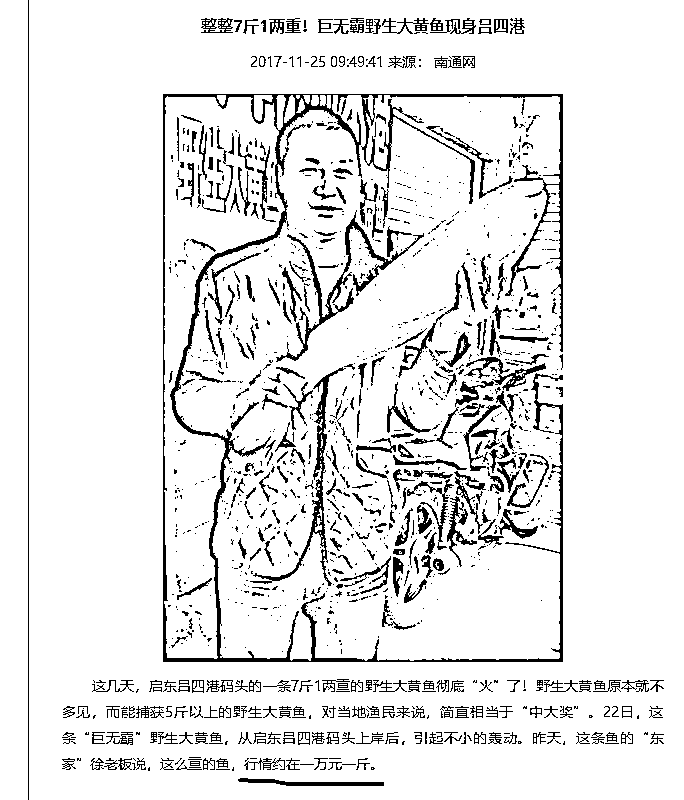 整整7斤1两重！巨无霸野生大黄鱼现身吕四港
2017-11-25 09:49:41 来源： 南通网
野生大黄
这几天，启东吕四港码头的一条7斤1两重的野生大黄鱼彻底“火”了！野生大黄鱼原本就不
多见，而能捕获5斤以上的野生大黄鱼，对当地渔民来说，简直相当于“中大奖”。22日，这
条“巨无霸”野生大黄鱼，从启东吕四港码头上岸后，引起不小的轰动。昨天，这条鱼的“东
家”徐老板说，这么重的鱼，行情约在一万元一斤。